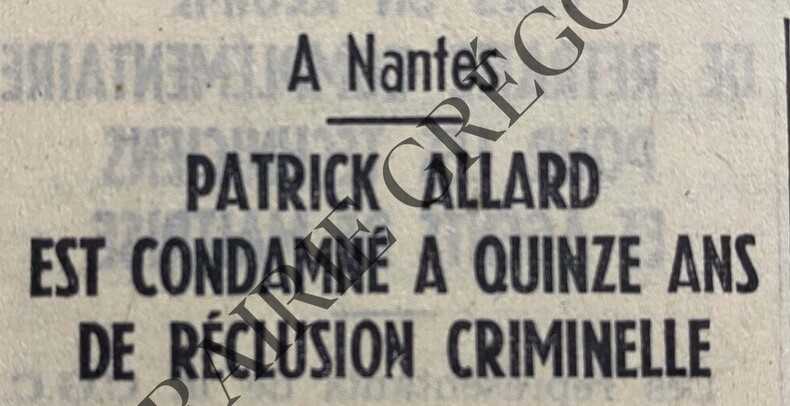 A Nantes
PATRICK ALLARD
EST CONDAMNÉ A QUINZE ANS
DE RÉCLUSION CRIMINELLE